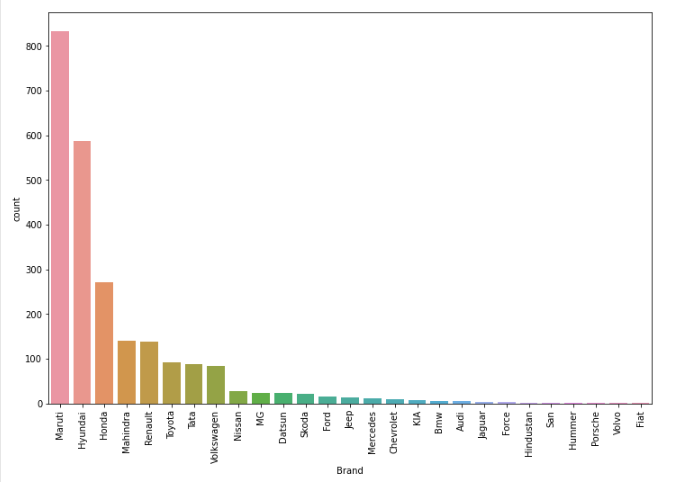 800
700
600
500
400
300
200
100
0
count
Maruti
Hyundai
Honda
Mahindra
Renault
Toyota
Tata
Volkswagen
Nissan
MG
Datsun
Skoda
Ford
Jeep
Mercedes
Chevrolet
KIA
Bmw
Audi
Jaguar
Force
Hindustan
San
Hummer
Porsche
Volvo
Fiat
Brand